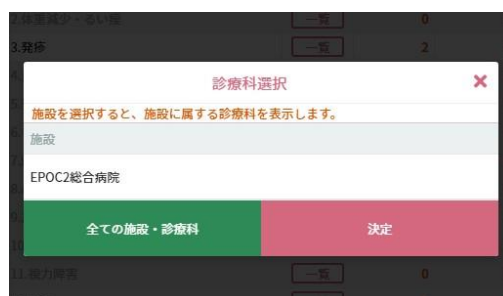 2.体重減少・るい痩
一覧
0
3.発疹
一覧
2
診療科選択
×
施設を選択すると、施設に属する診療科を表示します。
施設
EPOC2総合病院
全ての施設・診療科
決定
11.視力障害
一覧
0